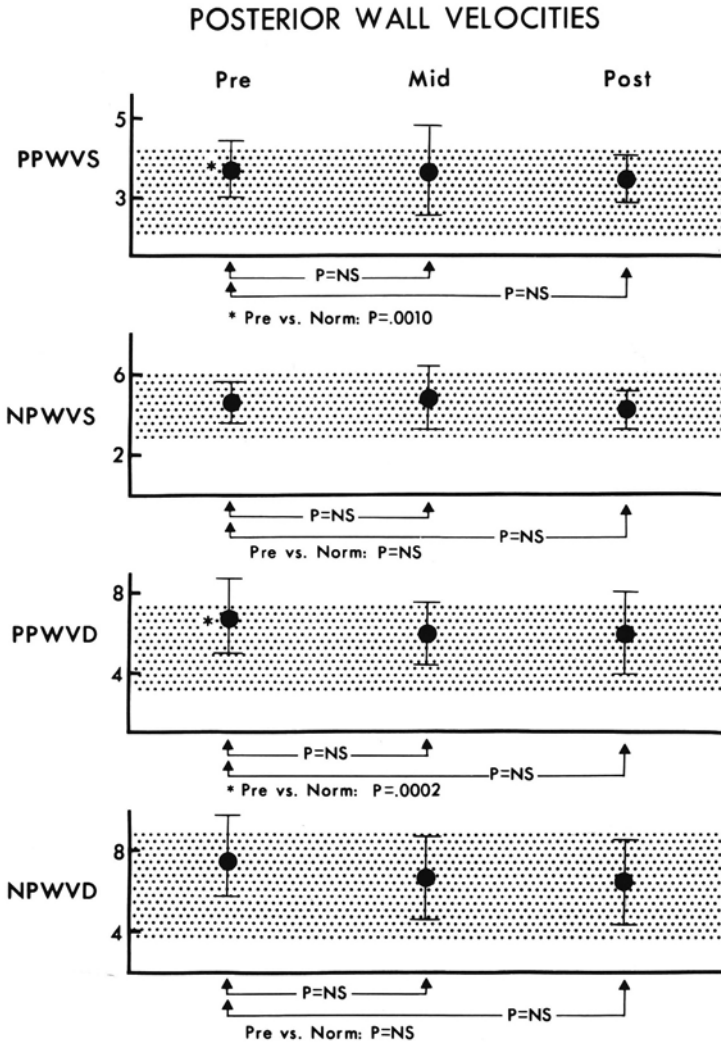 POSTERIOR WALL VELOCITIES
Pre Mid Post
PPWVS
5
3
P=NS
P=NS
* Pre vs. Norm: P=.0010
NPWVS
6
2
P=NS
P=NS
Pre vs. Norm: P=NS
PPWVD
8
4
*
P=NS
P=NS
* Pre vs. Norm: P=.0002
NPWVD
8
4
P=NS
P=NS
Pre vs. Norm: P=NS